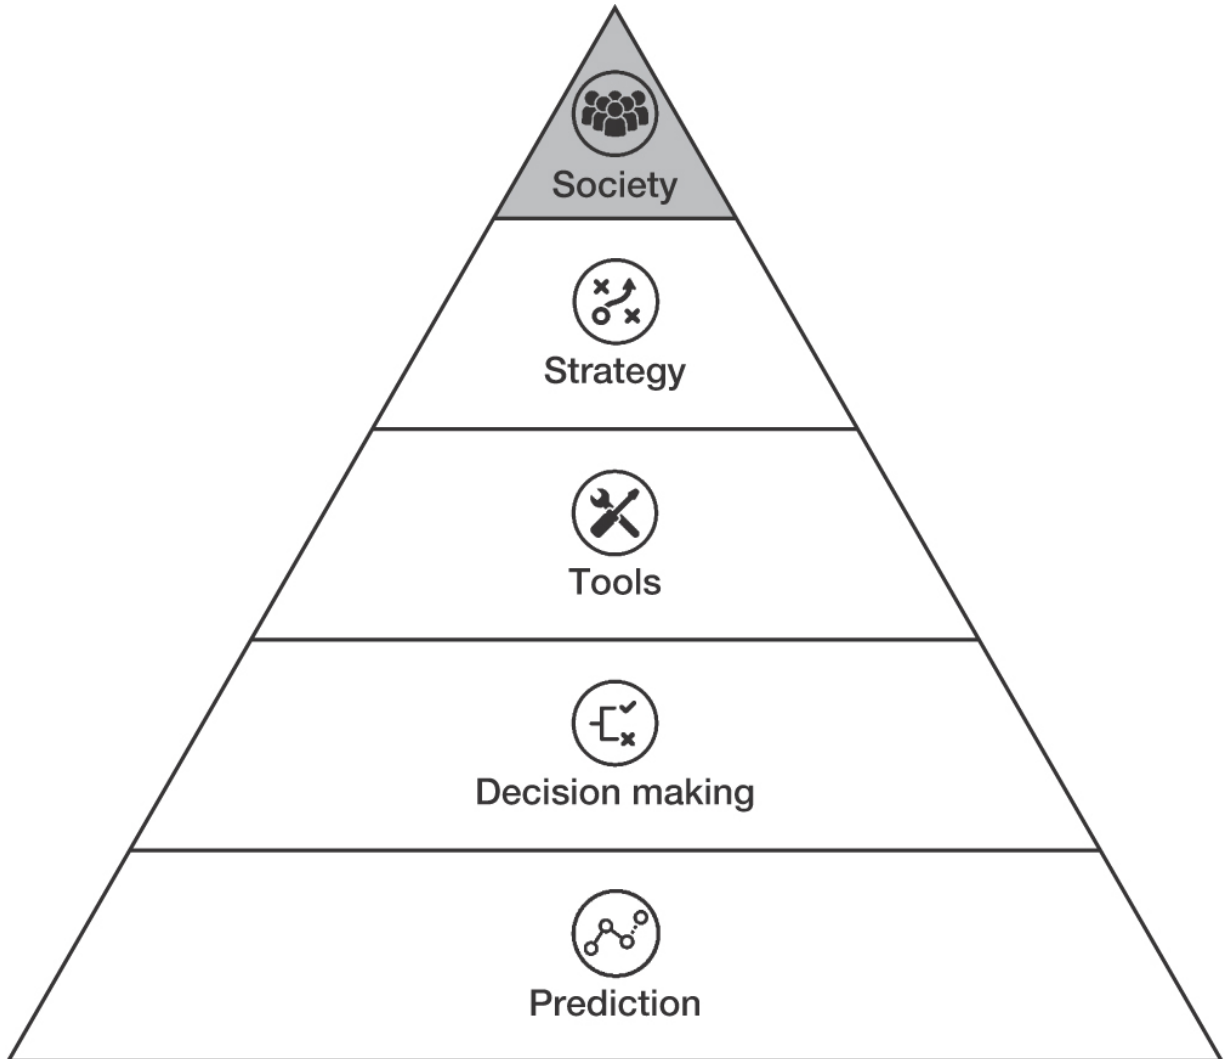 Society
Strategy
Tools
Decision making
Prediction